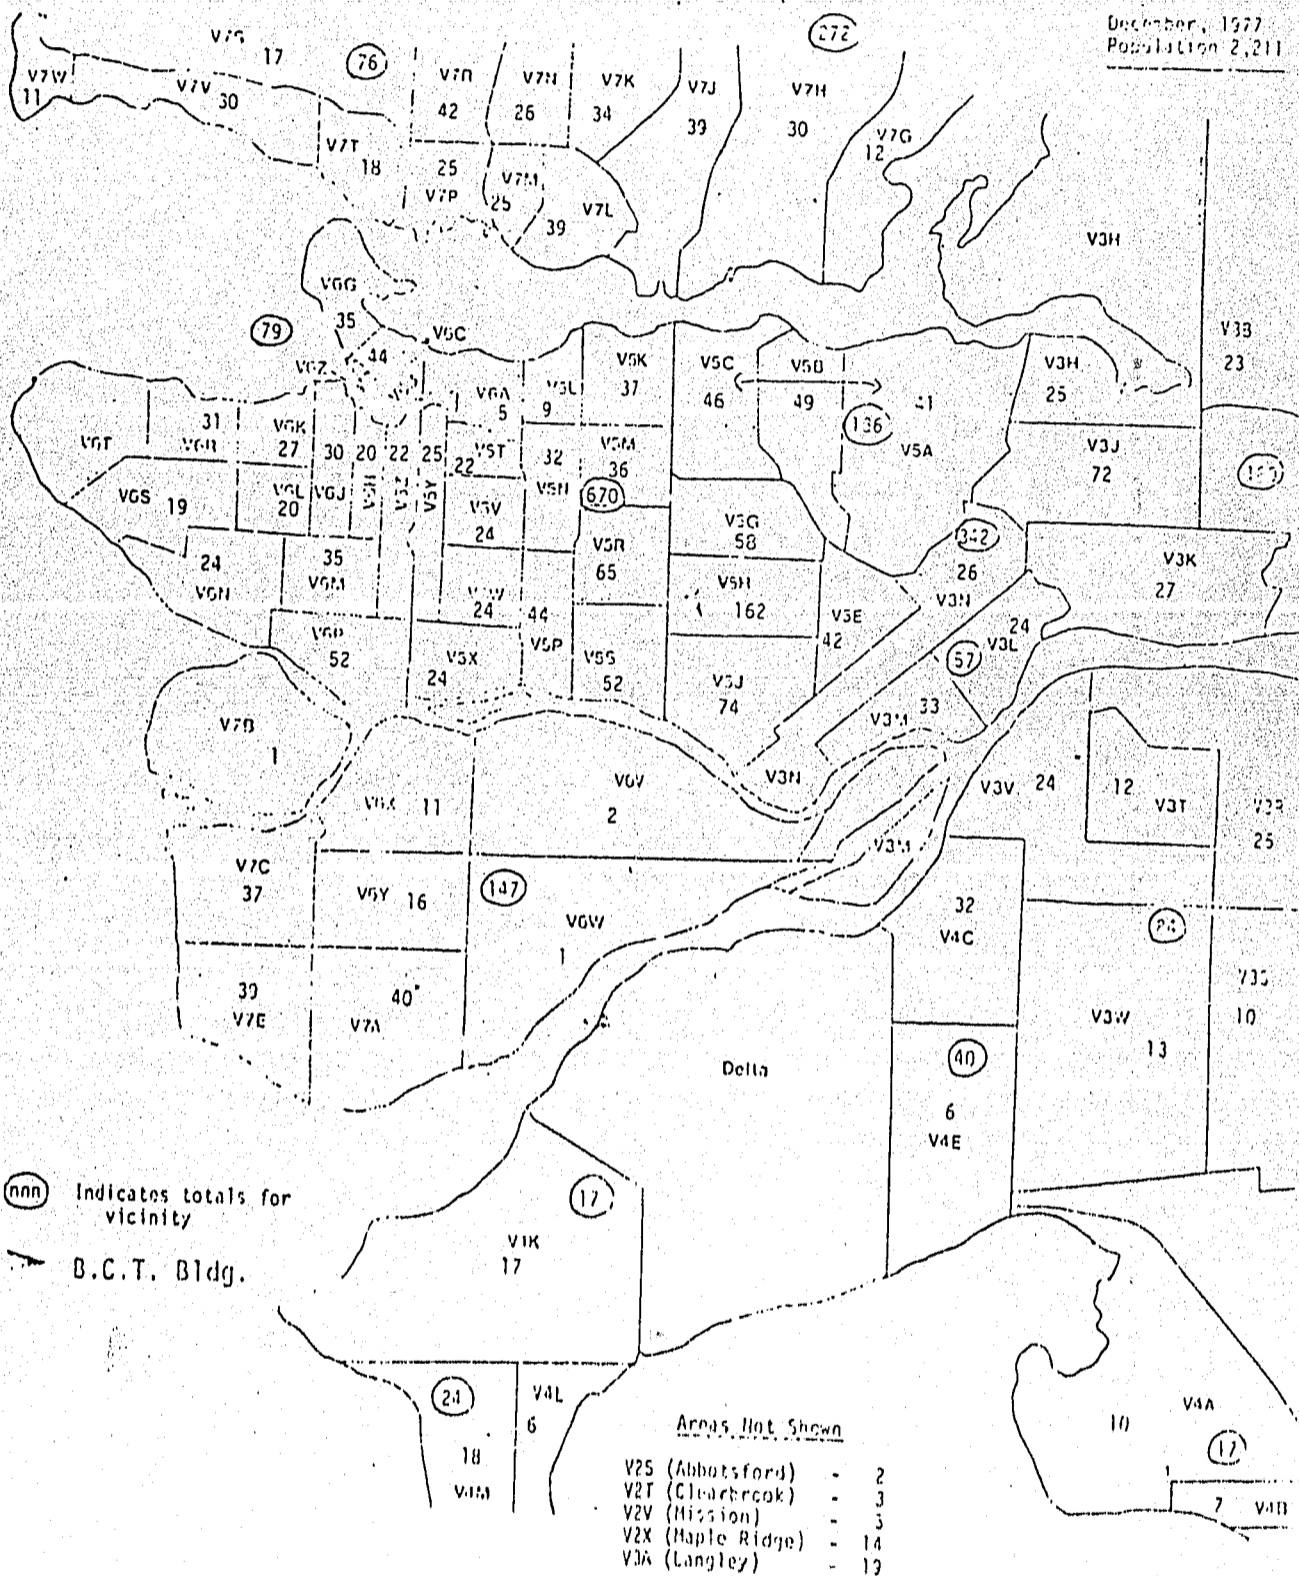 December, 1977
Population 2,211
V7S
17
76
272
V7W
11
V7V
30
V7T
18
V7R
42
V7N
26
V7K
34
V7J
39
V7H
30
V7G
12
25
V7P
V7M
25
V7L
39
V3H
V6G
35
79
V6C
V6Z
44
V3B
23
V6A
5
V5L
9
V5K
37
V5C
46
V5B
49
136
41
V5A
V3H
25
V3J
72
V6T
31
V6R
V6K
27
30
V6J
20
V6H
22
V5Z
25
V5Y
22
V5T
32
V5N
V5M
36
670
V6S
19
V6L
20
V5V
24
V5R
65
V5G
58
342
26
V3N
V3K
27
24
V6N
35
V6M
24
44
V5P
V5H
162
V5E
42
24
V3L
57
V6P
52
V5X
24
V5S
52
V5J
74
33
V3M
V3N
V7B
1
V6X
11
V6V
2
V3V
24
12
V3T
V3R
25
V7C
37
V6Y
16
147
V6W
1
V3M
32
V4C
39
V7E
40
V7A
V3W
13
V3S
10
Delta
40
6
V4E
nnn Indicates totals for
vicinity
B.C.T. Bldg.
17
V4K
17
24
18
V4M
V4L
6
10
V4A
17
7
V4B
Areas Not Shown
V2S (Abbotsford) - 2
V2T (Clearbrook) - 3
V2V (Mission) - 3
V2X (Maple Ridge) - 14
V3A (Langley) - 19